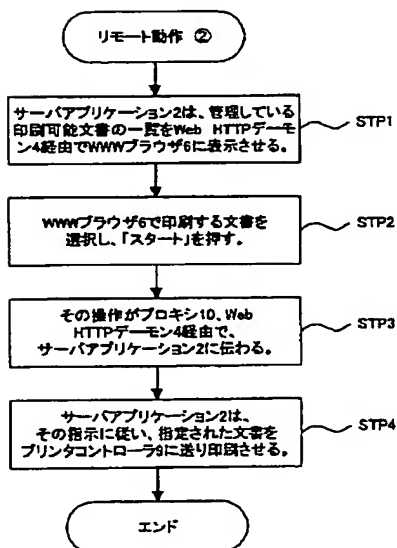 リモート動作 ②
サーバアプリケーション2は、管理している
印刷可能文書の一覧をWeb HTTPデーモ
ン4経由でWWWブラウザ6に表示させる。
STP1
WWWブラウザ6で印刷する文書を
選択し、「スタート」を押す。
STP2
その操作がプロキシ10、Web
HTTPデーモン4経由で、
サーバアプリケーション2に伝わる。
STP3
サーバアプリケーション2は、
その指示に従い、指定された文書を
プリンタコントローラ9に送り印刷させる。
STP4
エンド